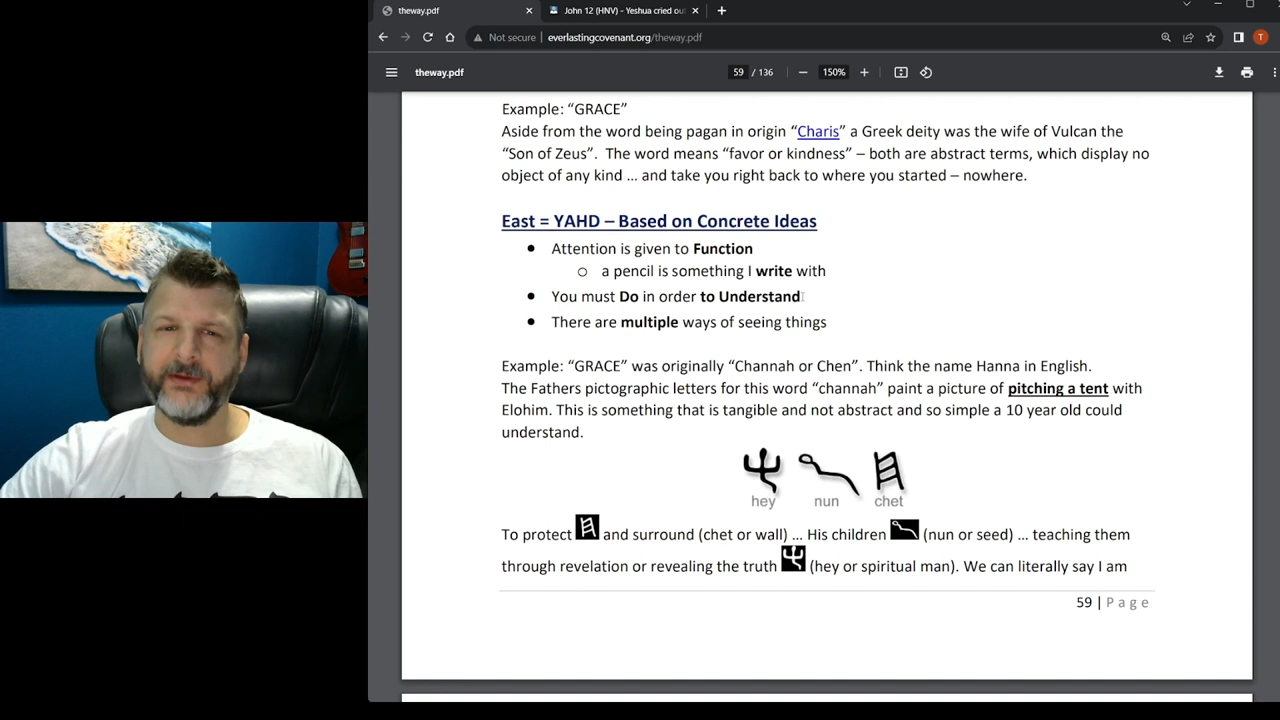 theway.pdf
John 12 (HNV) - Yeshua cried ou
Not secure | everlastingcovenant.org/theway.pdf
T
theway.pdf
59 / 136
150%
Example: “GRACE”
Aside from the word being pagan in origin “Charis” a Greek deity was the wife of Vulcan the
“Son of Zeus”. The word means “favor or kindness” – both are abstract terms, which display no
object of any kind … and take you right back to where you started – nowhere.
East = YAHD – Based on Concrete Ideas
• Attention is given to Function
o a pencil is something I write with
• You must Do in order to Understand
• There are multiple ways of seeing things
Example: “GRACE” was originally “Channah or Chen”. Think the name Hanna in English.
The Fathers pictographic letters for this word “channah” paint a picture of pitching a tent with
Elohim. This is something that is tangible and not abstract and so simple a 10 year old could
understand.
hey nun chet
To protect and surround (chet or wall) … His children (nun or seed) … teaching them
through revelation or revealing the truth (hey or spiritual man). We can literally say I am
59 | Page